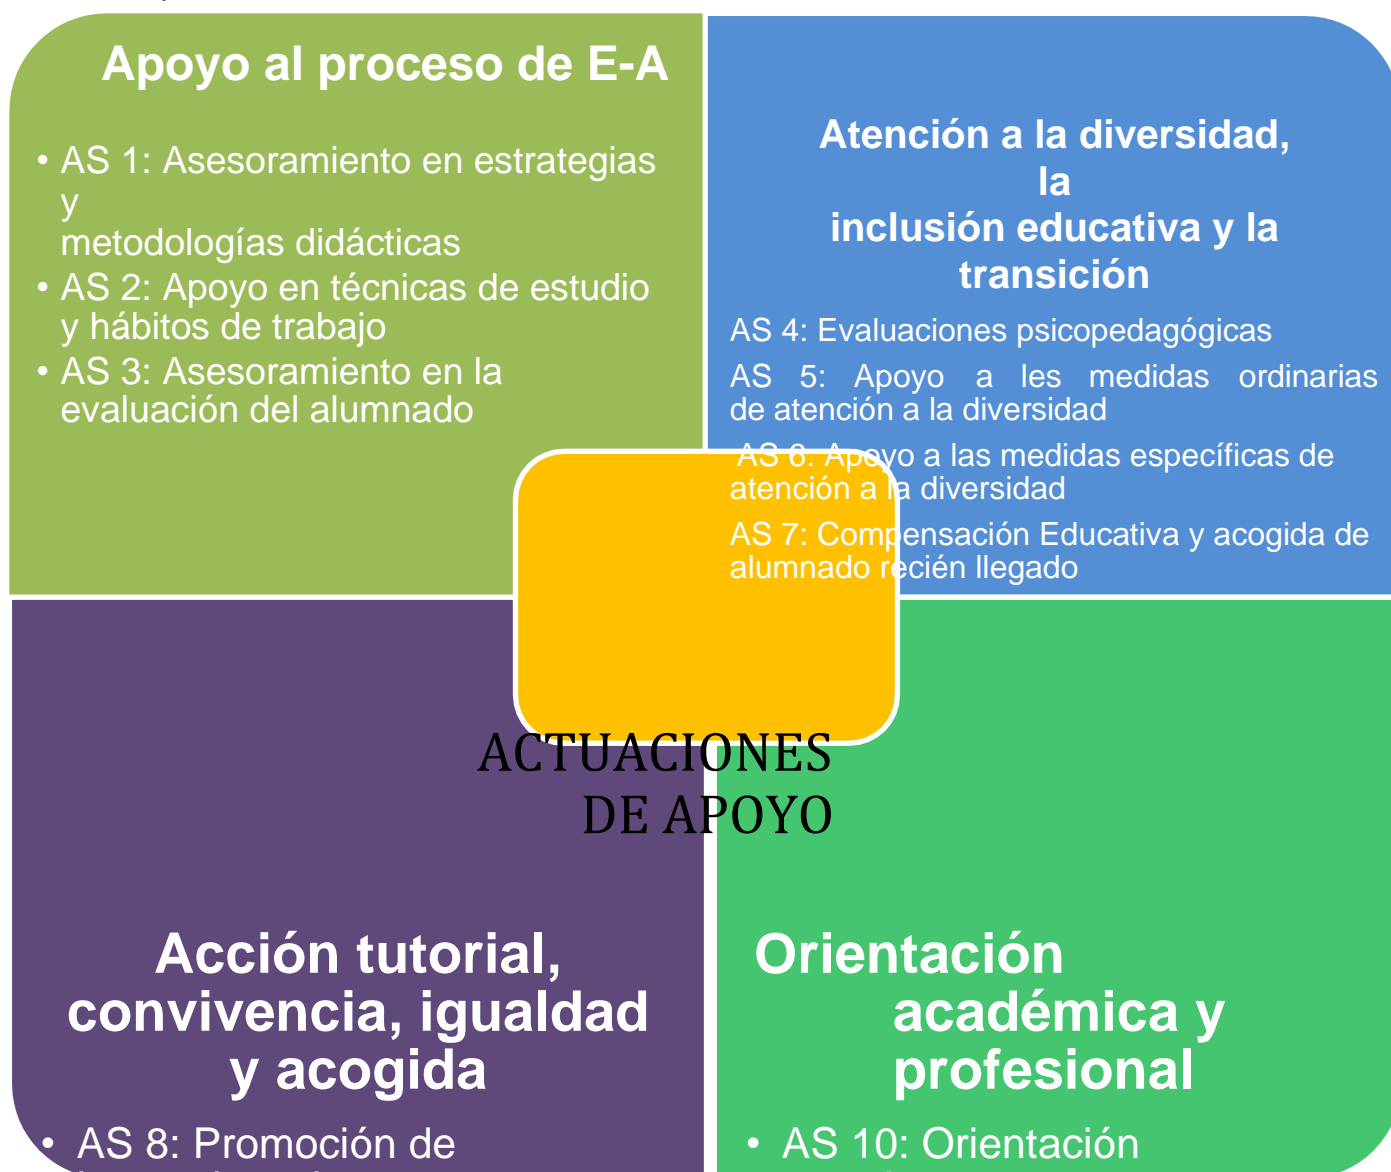 Apoyo al proceso de E-A
• AS 1: Asesoramiento en estrategias
y
metodologías didácticas
• AS 2: Apoyo en técnicas de estudio
y hábitos de trabajo
• AS 3: Asesoramiento en la
evaluación del alumnado
Atención a la diversidad,
la
inclusión educativa y la
transición
AS 4: Evaluaciones psicopedagógicas
AS 5: Apoyo a les medidas ordinarias
de atención a la diversidad
AS 6: Apoyo a las medidas específicas de
atención a la diversidad
AS 7: Compensación Educativa y acogida de
alumnado recién llegado
ACTUACIONES
DE APOYO
Acción tutorial,
convivencia, igualdad
y acogida
• AS 8: Promoción de
Orientación
académica y
profesional
• AS 10: Orientación